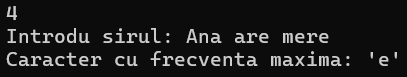 4
Introdu sirul: Ana are mere
Caracter cu frecventa maxima: 'e'